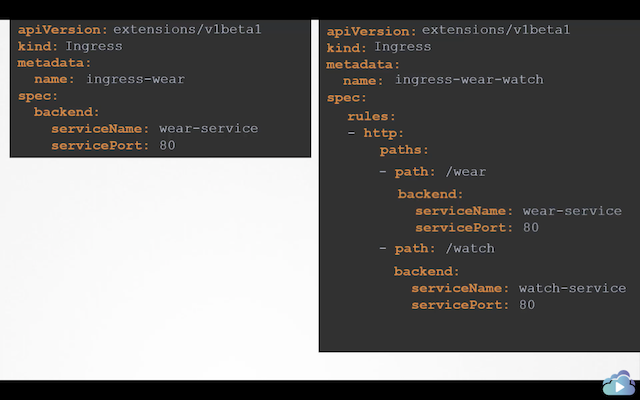 apiVersion: extensions/v1beta1
kind: Ingress
metadata:
  name: ingress-wear
spec:
  backend:
    serviceName: wear-service
    servicePort: 80
apiVersion: extensions/v1beta1
kind: Ingress
metadata:
  name: ingress-wear-watch
spec:
  rules:
  - http:
      paths:
      - path: /wear
        backend:
          serviceName: wear-service
          servicePort: 80
      - path: /watch
        backend:
          serviceName: watch-service
          servicePort: 80